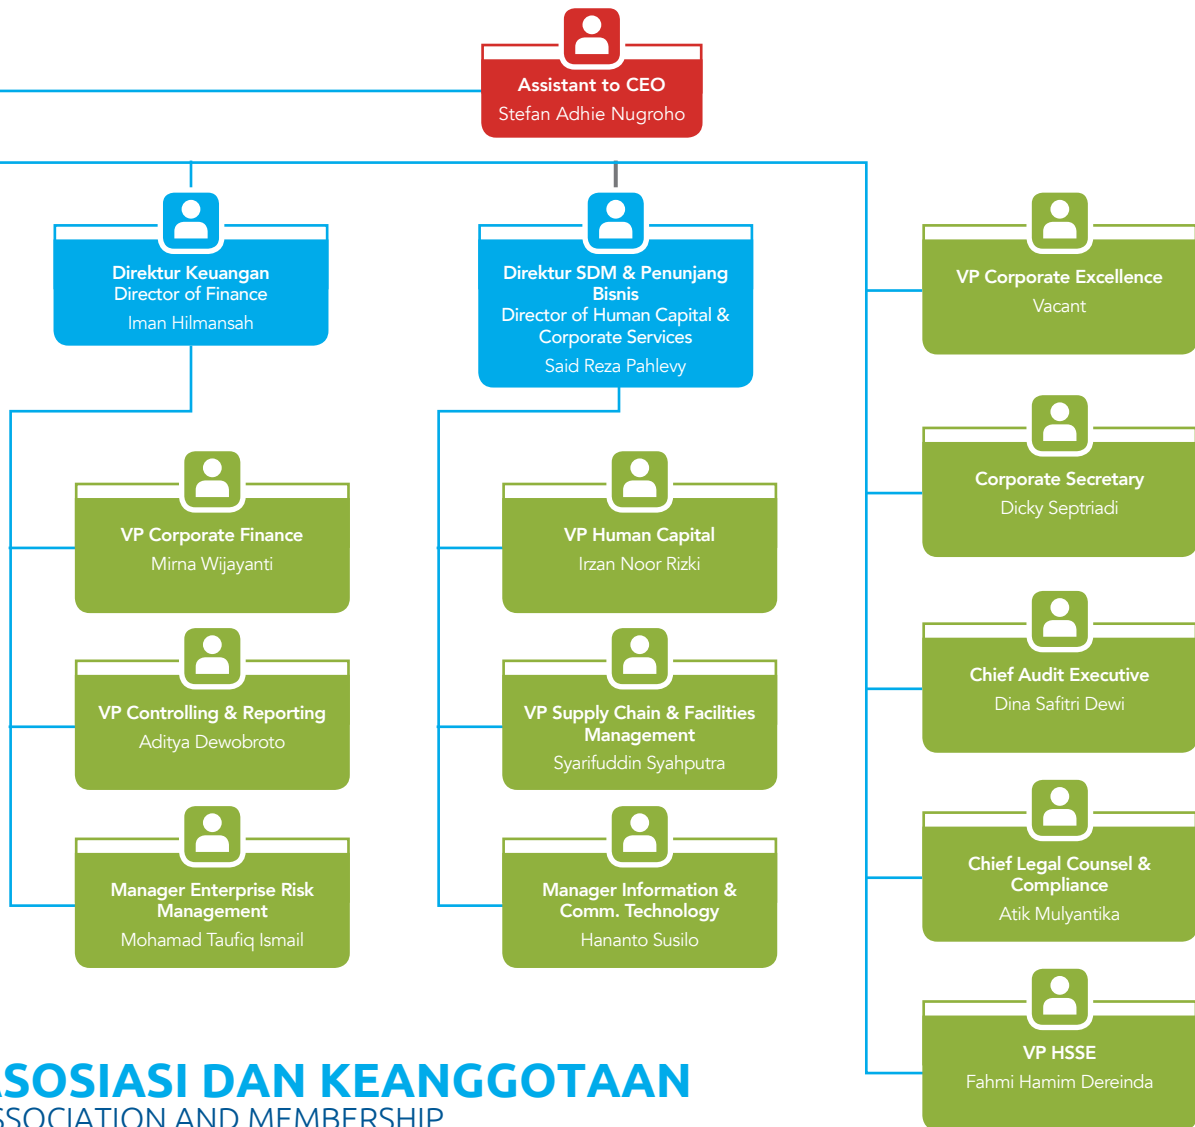 Assistant to CEO
Stefan Adhie Nugroho
Direktur Keuangan
Director of Finance
Iman Hilmansah
Direktur SDM & Penunjang
Bisnis
Director of Human Capital &
Corporate Services
Said Reza Pahlevy
VP Corporate Excellence
Vacant
Corporate Secretary
Dicky Septriadi
VP Corporate Finance
Mirna Wijayanti
VP Human Capital
Irzan Noor Rizki
Chief Audit Executive
Dina Safitri Dewi
VP Controlling & Reporting
Aditya Dewobroto
VP Supply Chain & Facilities
Management
Syarifuddin Syahputra
Chief Legal Counsel &
Compliance
Atik Mulyantika
Manager Enterprise Risk
Management
Mohamad Taufiq Ismail
Manager Information &
Comm. Technology
Hananto Susilo
VP HSSE
Fahmi Hamim Dereinda
ASOSIASI DAN KEANGGOTAAN
ASSOCIATION AND MEMBERSHIP